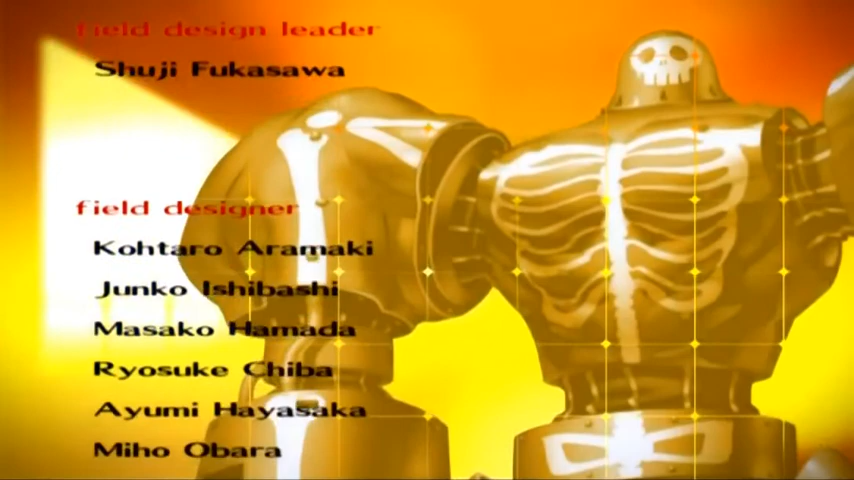 field design leader
Shuji Fukasawa
field designer
Kohtaro Aramaki
Junko Ishibashi
Masako Hamada
Ryosuke Chiba
Ayumi Hayasaka
Miho Obara